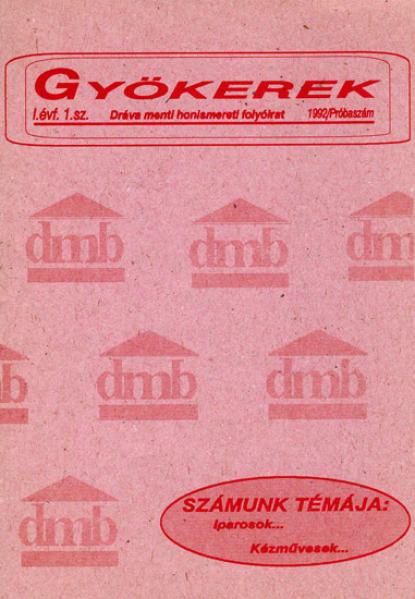 GYÖKEREK
I.évf. 1.sz. Dráva menti honismereti folyóirat 1992/Próbaszám
dmb
dmb
dmb
dmb
dmb
dmb
dmb
SZÁMUNK TÉMÁJA:
Iparosok...
Kézművesek...